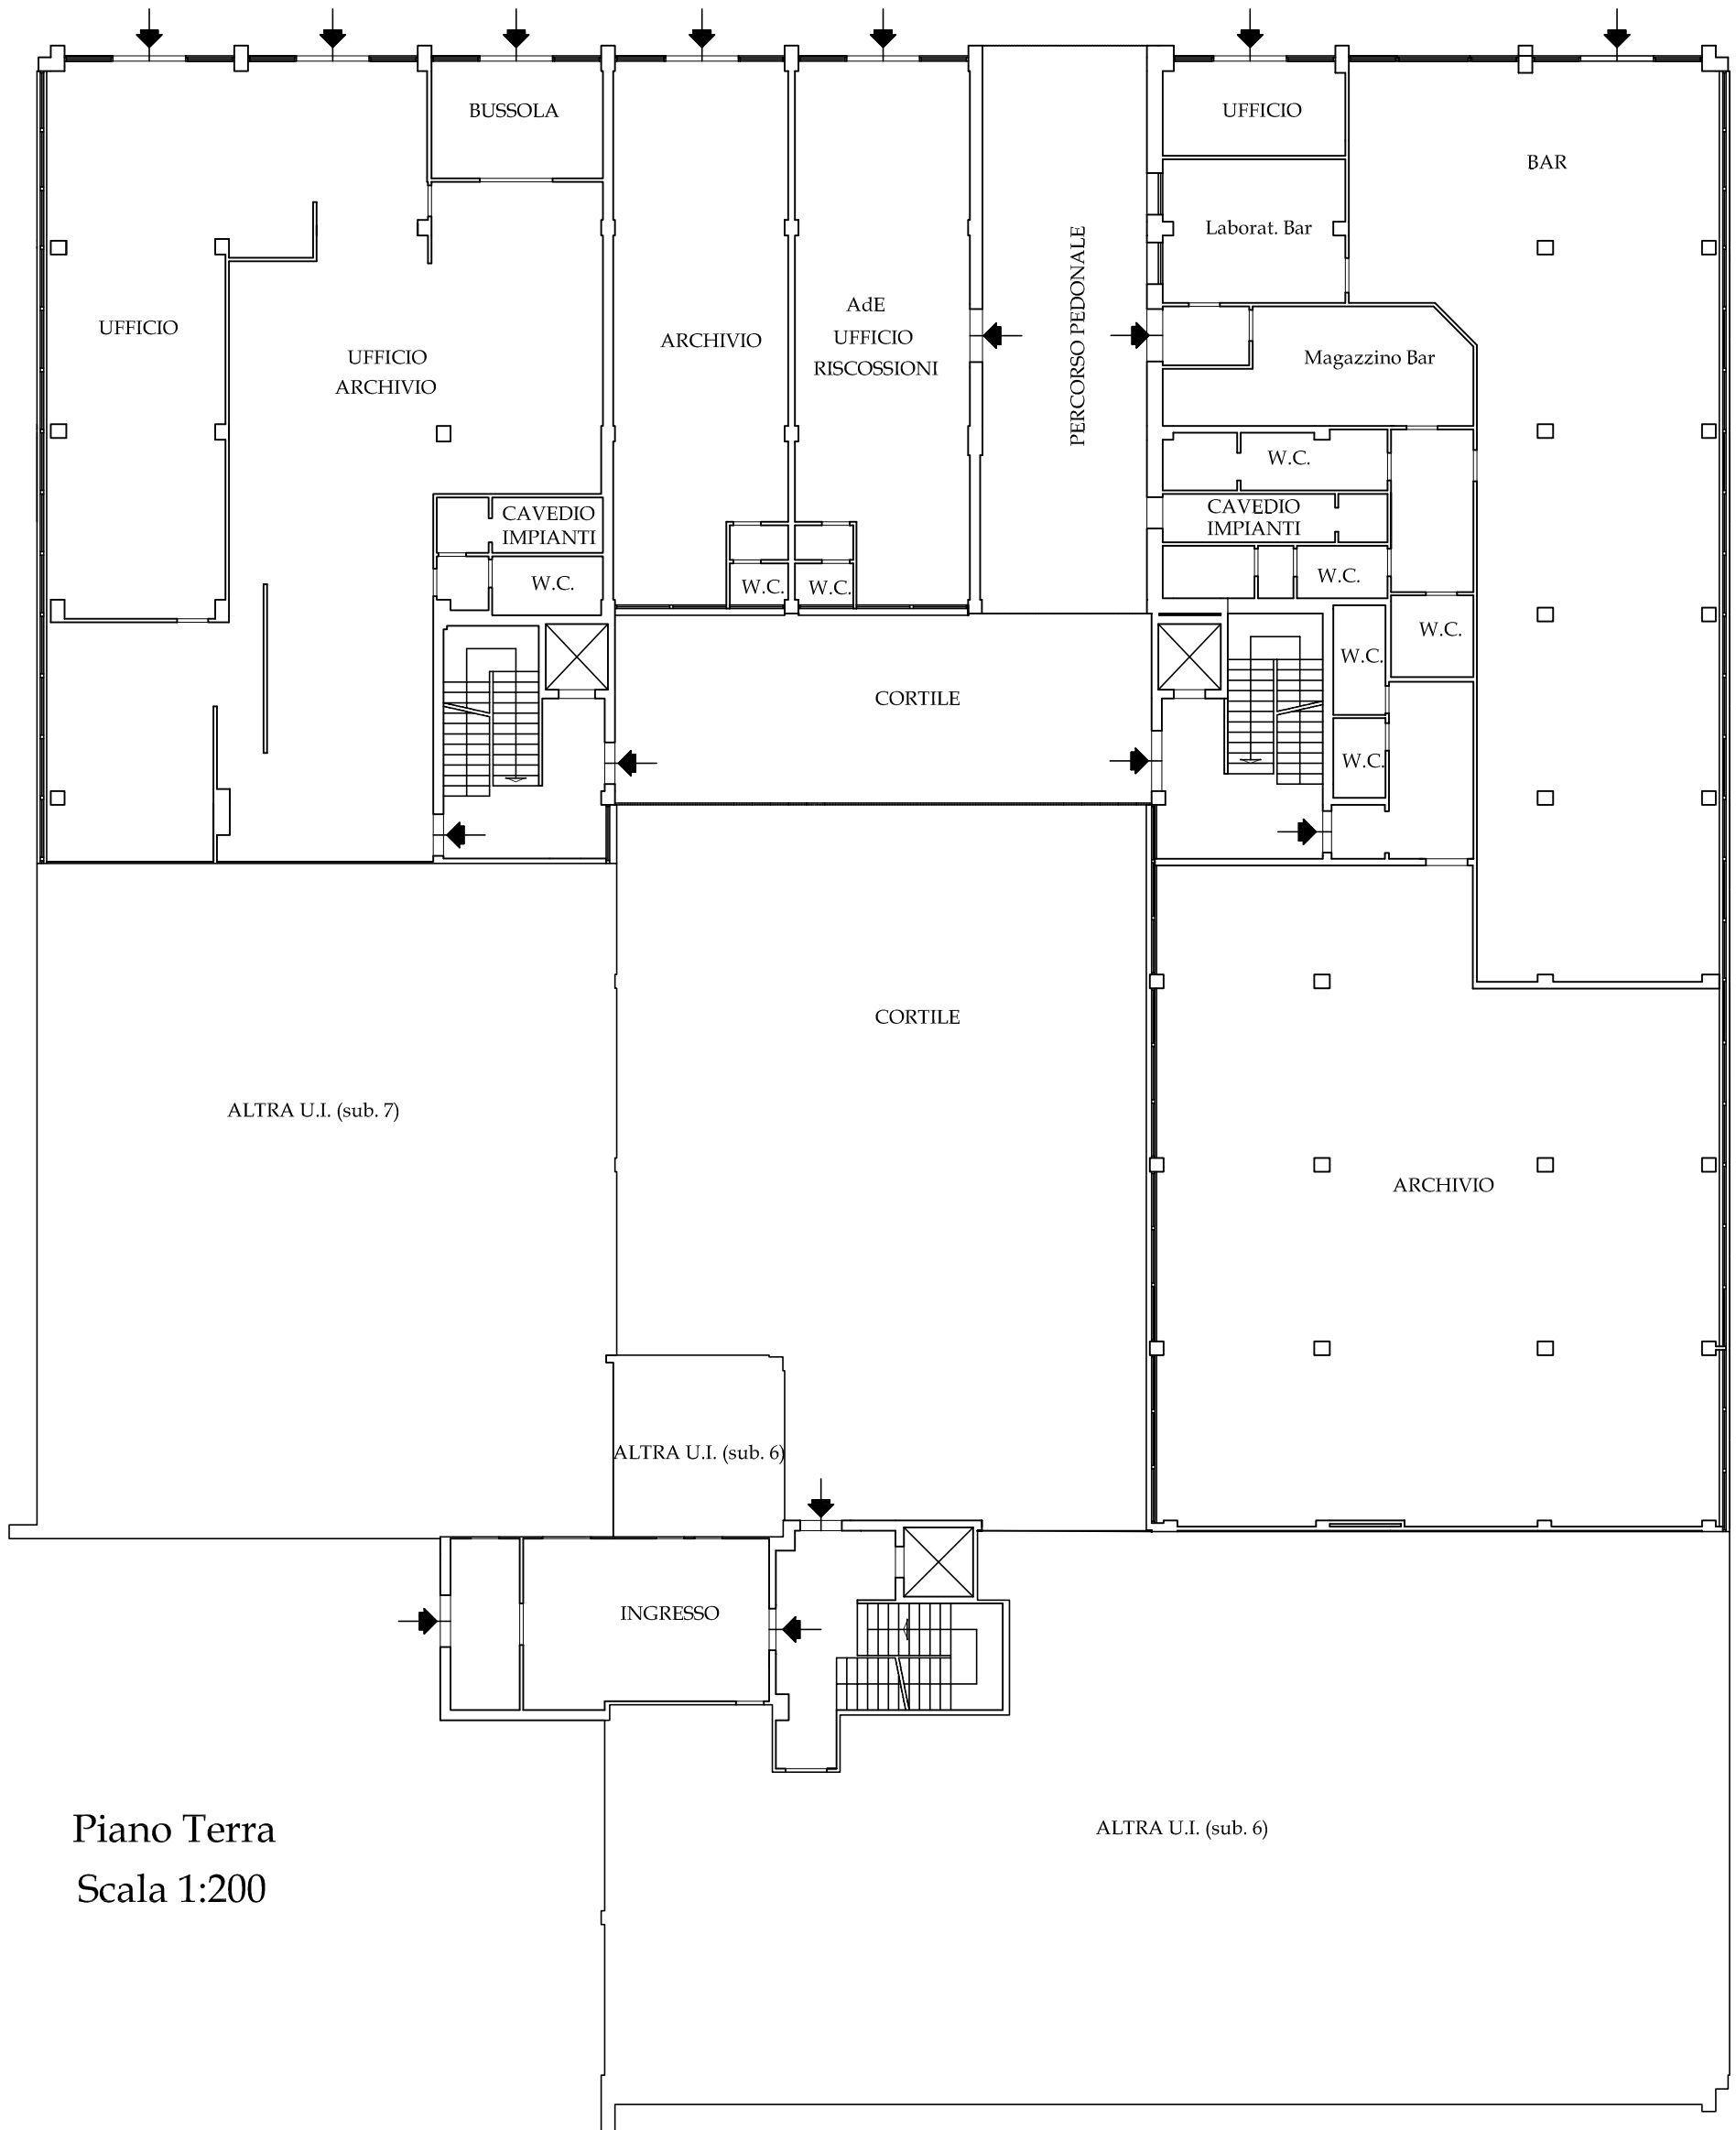 BUSSOLA
UFFICIO
BAR
Laborat. Bar
PERCORSO PEDONALE
AdE
UFFICIO
RISCOSSIONI
UFFICIO
ARCHIVIO
UFFICIO
ARCHIVIO
Magazzino Bar
W.C.
CAVEDIO
IMPIANTI
CAVEDIO
IMPIANTI
W.C.
W.C.
W.C.
W.C.
W.C.
W.C.
CORTILE
W.C.
CORTILE
ALTRA U.I. (sub. 7)
ARCHIVIO
ALTRA U.I. (sub. 6)
INGRESSO
Piano Terra
ALTRA U.I. (sub. 6)
Scala 1:200